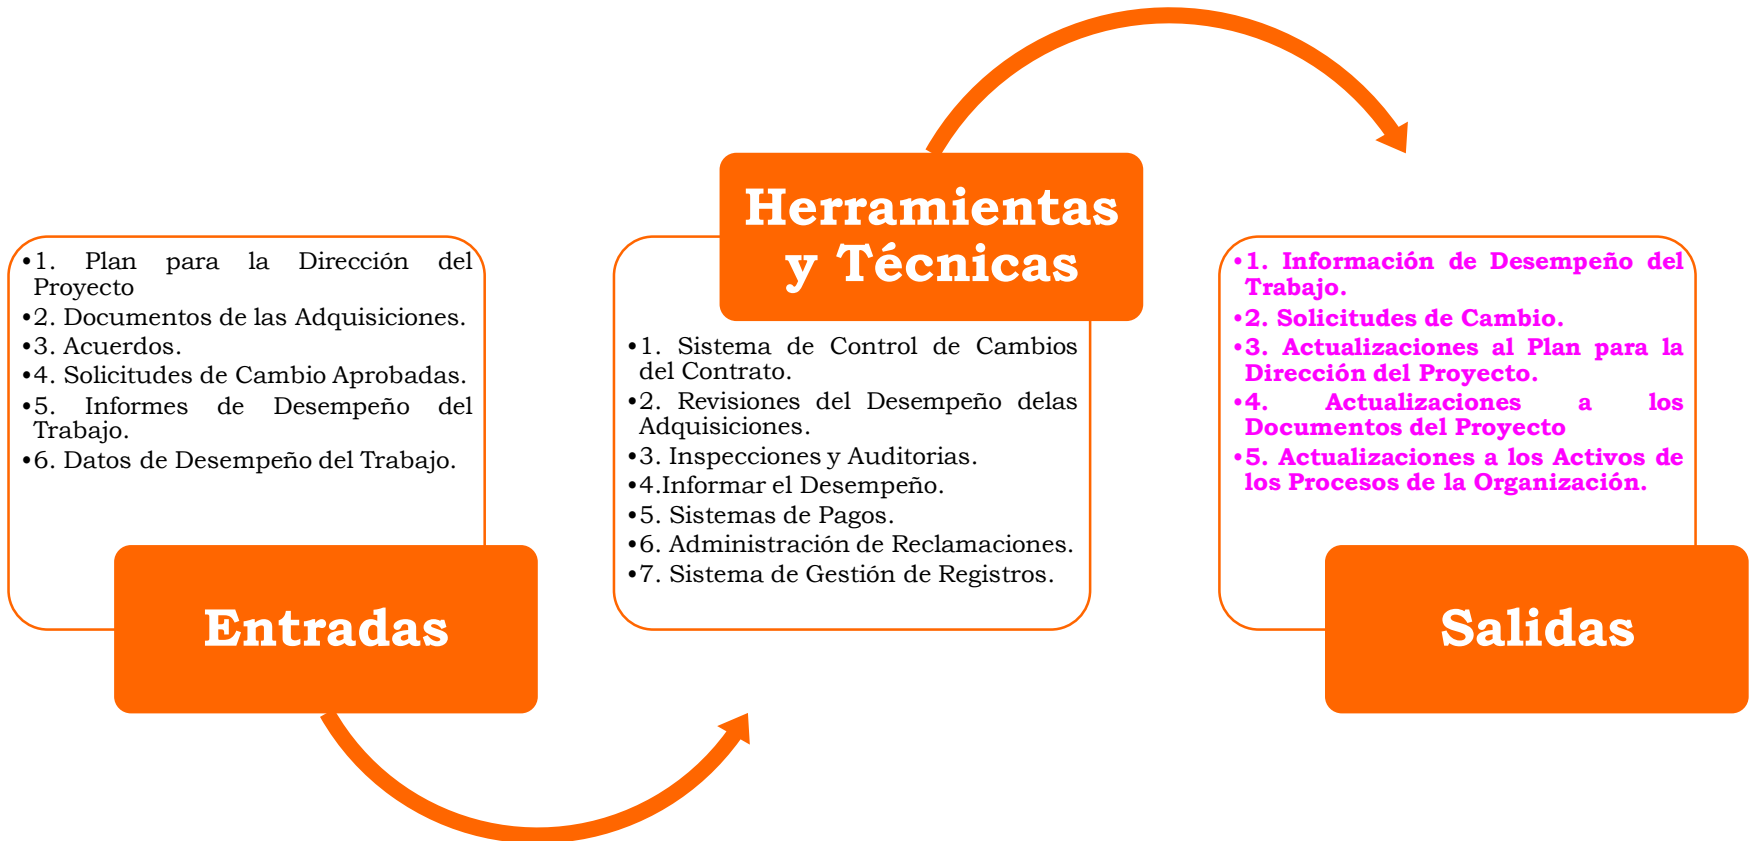 •1. Plan para la Dirección del
Proyecto
•2. Documentos de las Adquisiciones.
•3. Acuerdos.
•4. Solicitudes de Cambio Aprobadas.
•5. Informes de Desempeño del
Trabajo.
•6. Datos de Desempeño del Trabajo.
Entradas
Herramientas
y Técnicas
•1. Sistema de Control de Cambios
del Contrato.
•2. Revisiones del Desempeño delas
Adquisiciones.
•3. Inspecciones y Auditorias.
•4.Informar el Desempeño.
•5. Sistemas de Pagos.
•6. Administración de Reclamaciones.
•7. Sistema de Gestión de Registros.
•1. Información de Desempeño del
Trabajo.
•2. Solicitudes de Cambio.
•3. Actualizaciones al Plan para la
Dirección del Proyecto.
•4. Actualizaciones a los
Documentos del Proyecto
•5. Actualizaciones a los Activos de
los Procesos de la Organización.
Salidas